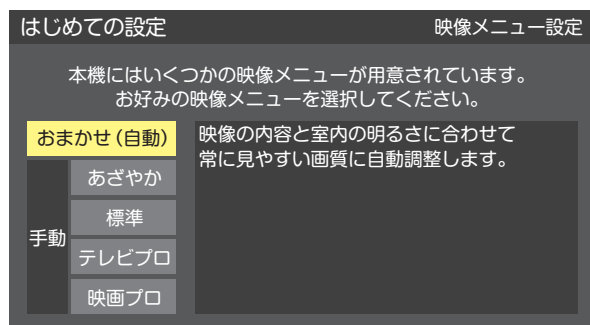 はじめての設定
映像メニュー設定
本機にはいくつかの映像メニューが用意されています。
お好みの映像メニューを選択してください。
おまかせ(自動)
映像の内容と室内の明るさに合わせて
常に見やすい画質に自動調整します。
手動
あざやか
標準
テレビプロ
映画プロ